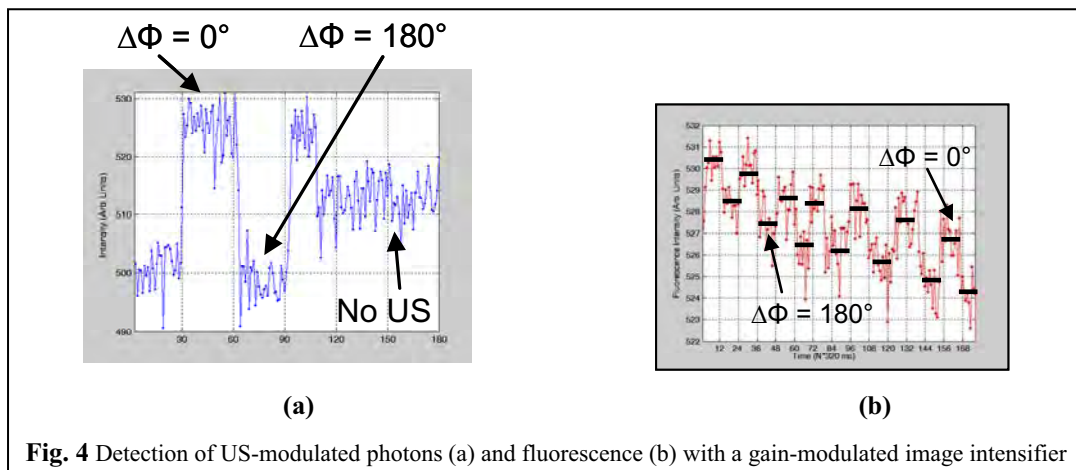 ΔΦ = 0° ΔΦ = 180°
530
520
510
500
490
Intensity (Arb. Units)
No US
30 60 90 120 150 180
(a)
532
531
530
529
528
527
526
525
524
523
522
Fluorescence Intensity (Arb. Units)
ΔΦ = 0°
ΔΦ = 180°
12 24 36 48 60 72 84 96 108 120 132 144 156 168
Time (N*320 ms)
(b)
Fig. 4 Detection of US-modulated photons (a) and fluorescence (b) with a gain-modulated image intensifier